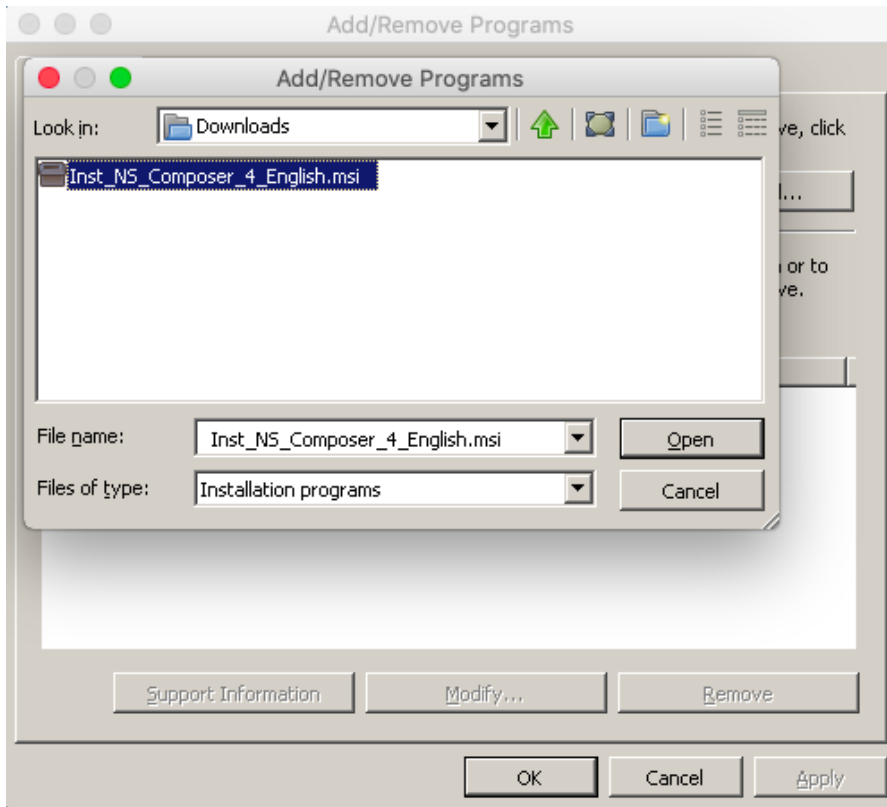 Add/Remove Programs
Add/Remove Programs
Look in:
Downloads
ve, click
Inst_NS_Composer_4_English.msi
l...
n or to
ve.
File name:
Inst_NS_Composer_4_English.msi
Open
Files of type:
Installation programs
Cancel
Support Information
Modify...
Remove
OK
Cancel
Apply